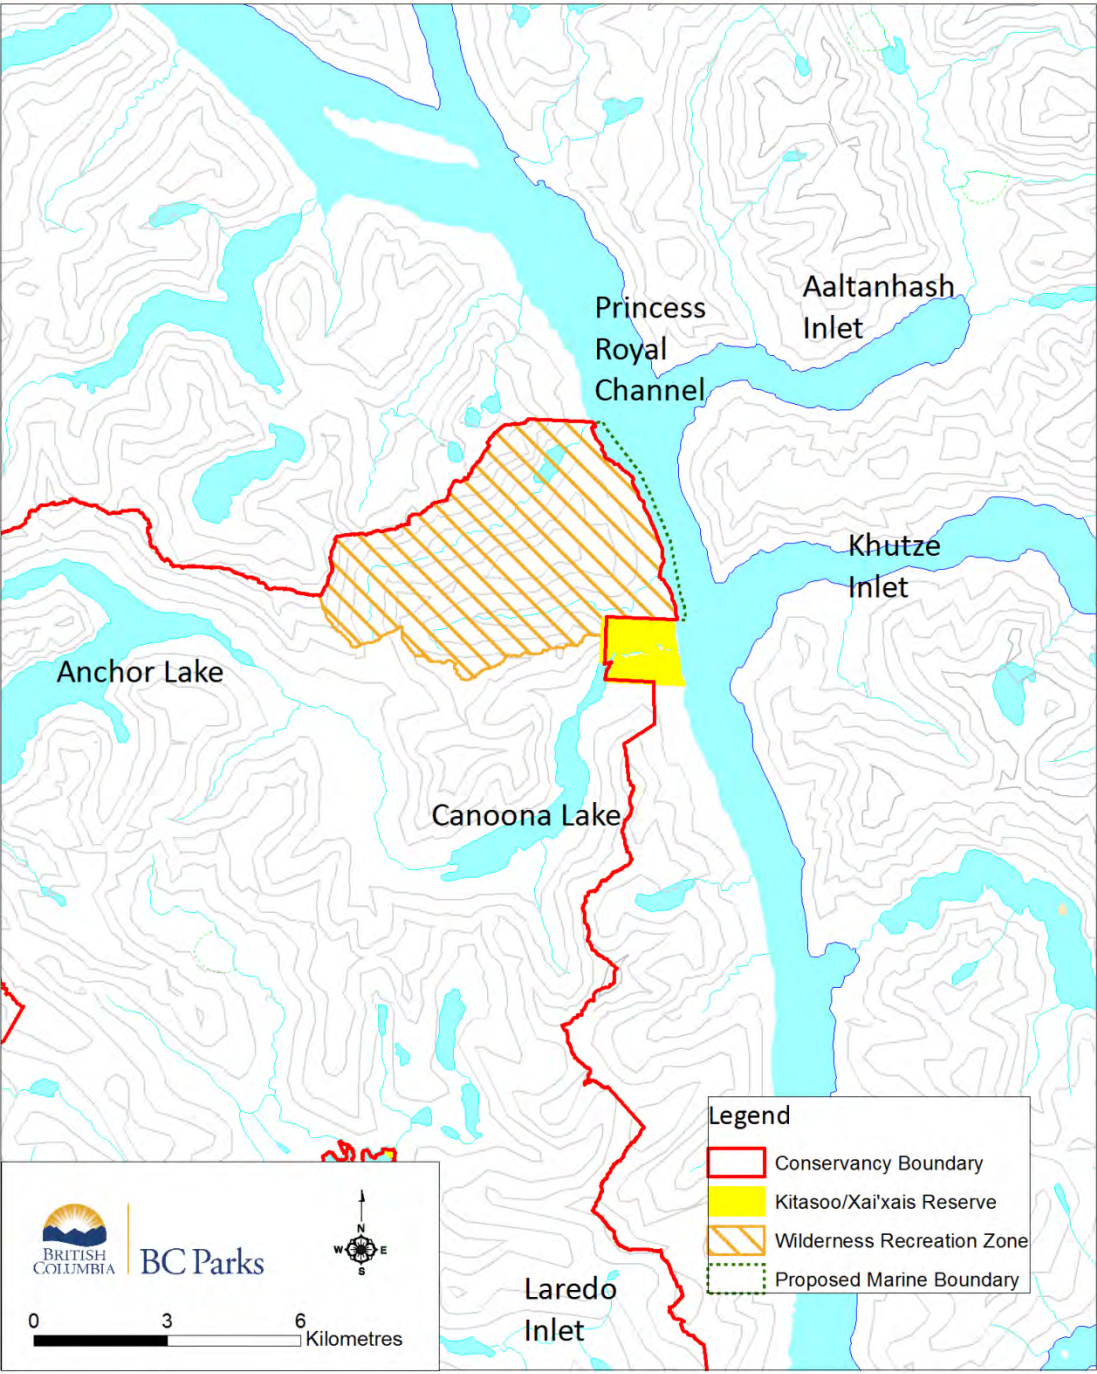 Aaltanhash
Inlet
Princess
Royal
Channel
Khutze
Inlet
Anchor Lake
Canoona Lake
Legend
Conservancy Boundary
Kitasoo/Xai'xais Reserve
Wilderness Recreation Zone
Proposed Marine Boundary
BRITISH
COLUMBIA
BC Parks
N
W E
S
0 3 6
Kilometres
Laredo
Inlet